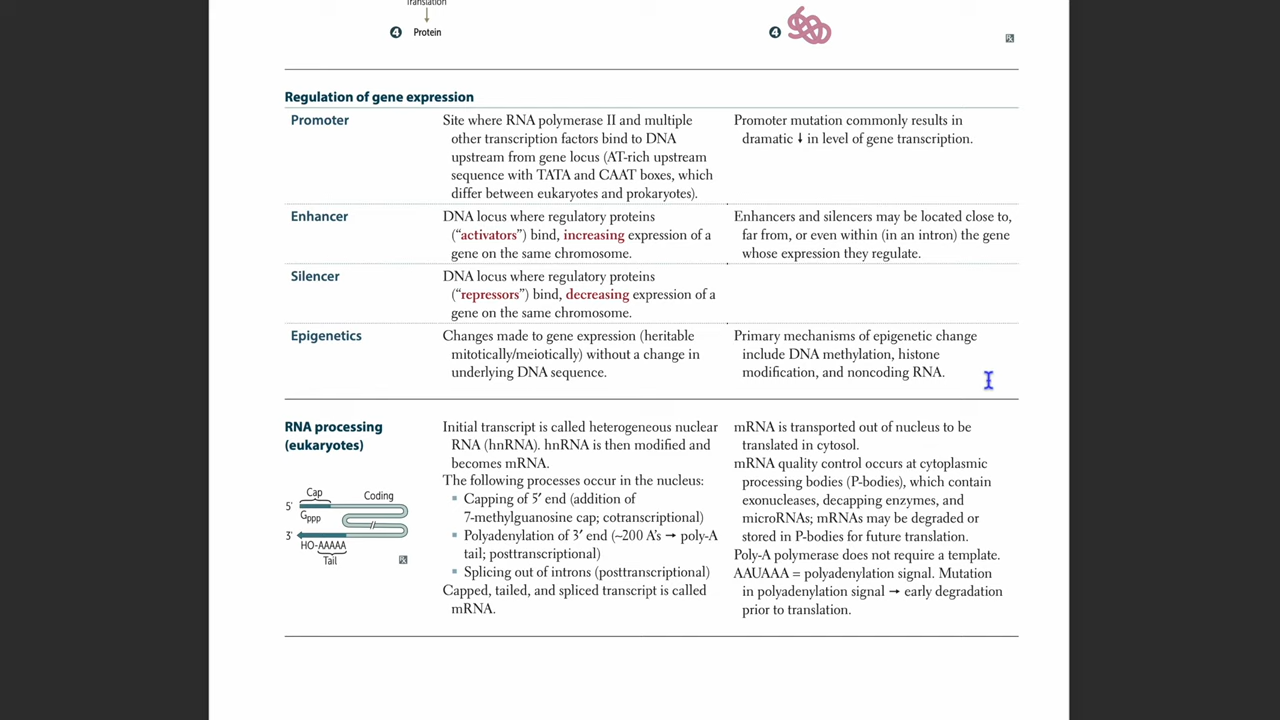 Translation
4 Protein
4
Regulation of gene expression
Promoter
Site where RNA polymerase II and multiple
other transcription factors bind to DNA
upstream from gene locus (AT-rich upstream
sequence with TATA and CAAT boxes, which
differ between eukaryotes and prokaryotes).
Promoter mutation commonly results in
dramatic ↓ in level of gene transcription.
Enhancer
DNA locus where regulatory proteins
(“activators”) bind, increasing expression of a
gene on the same chromosome.
Enhancers and silencers may be located close to,
far from, or even within (in an intron) the gene
whose expression they regulate.
Silencer
DNA locus where regulatory proteins
(“repressors”) bind, decreasing expression of a
gene on the same chromosome.
Epigenetics
Changes made to gene expression (heritable
mitotically/meiotically) without a change in
underlying DNA sequence.
Primary mechanisms of epigenetic change
include DNA methylation, histone
modification, and noncoding RNA.
RNA processing
(eukaryotes)
Cap
Coding
5′
Gppp
3′
HO-AAAAA
Tail
Initial transcript is called heterogeneous nuclear
RNA (hnRNA). hnRNA is then modified and
becomes mRNA.
The following processes occur in the nucleus:
▪ Capping of 5′ end (addition of
7-methylguanosine cap; cotranscriptional)
▪ Polyadenylation of 3′ end (~200 A’s → poly-A
tail; posttranscriptional)
▪ Splicing out of introns (posttranscriptional)
Capped, tailed, and spliced transcript is called
mRNA.
mRNA is transported out of nucleus to be
translated in cytosol.
mRNA quality control occurs at cytoplasmic
processing bodies (P-bodies), which contain
exonucleases, decapping enzymes, and
microRNAs; mRNAs may be degraded or
stored in P-bodies for future translation.
Poly-A polymerase does not require a template.
AAUAAA = polyadenylation signal. Mutation
in polyadenylation signal → early degradation
prior to translation.